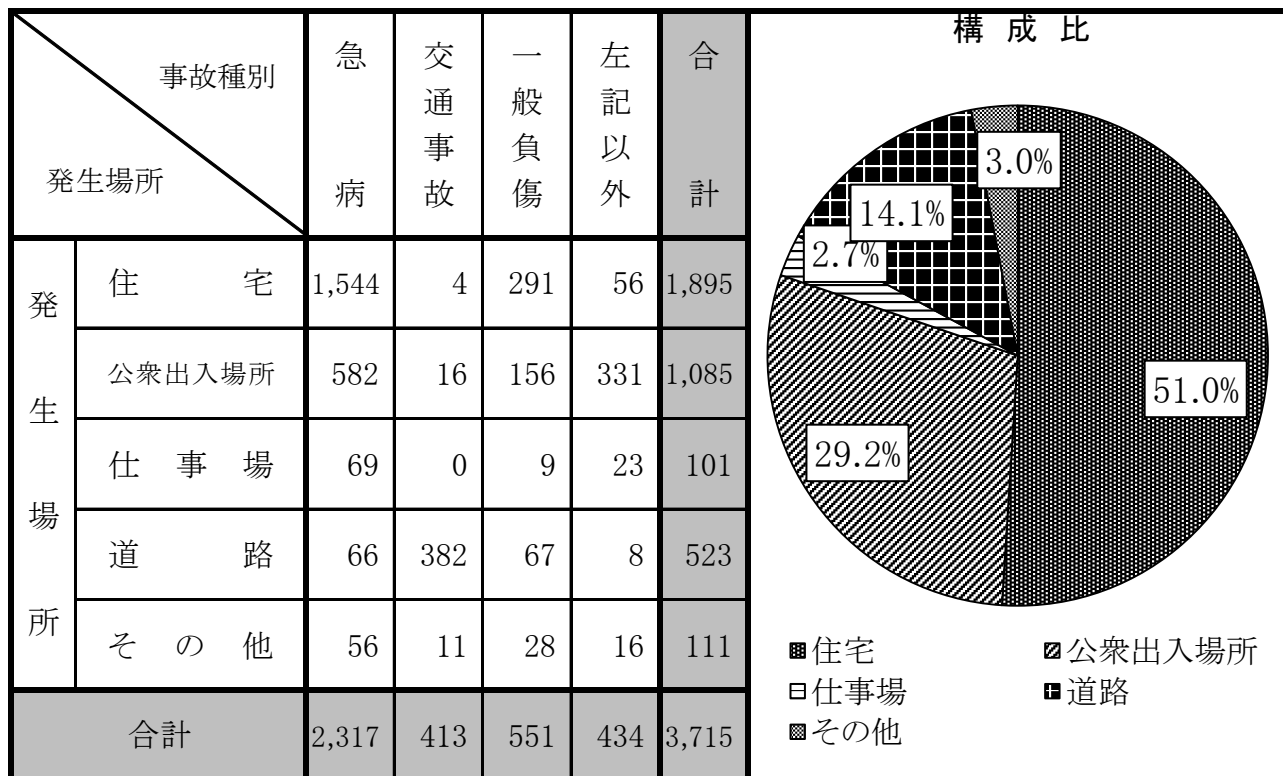 事故種別
発生場所
急病
交通事故
一般負傷
左記以外
合計
発生場所
住宅 1,544 4 291 56 1,895
公衆出入場所 582 16 156 331 1,085
仕事場 69 0 9 23 101
道路 66 382 67 8 523
その他 56 11 28 16 111
合計 2,317 413 551 434 3,715
構成比
3.0%
14.1%
2.7%
51.0%
29.2%
住宅 公衆出入場所
仕事場 道路
その他